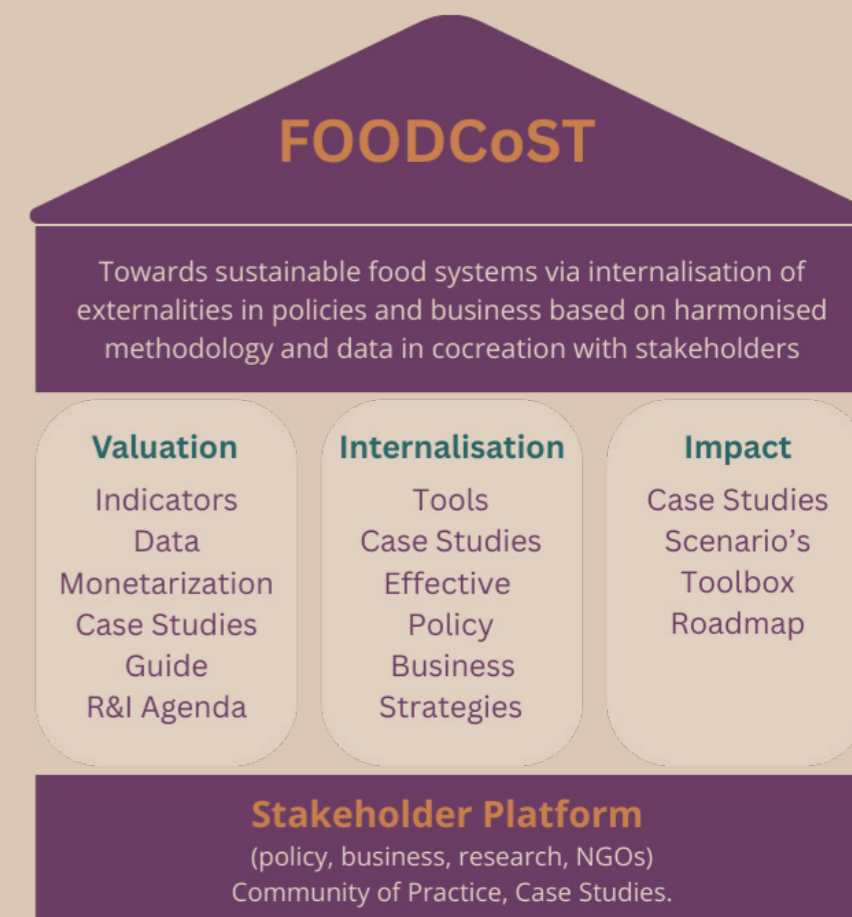 FOODCoST
Towards sustainable food systems via internalisation of
externalities in policies and business based on harmonised
methodology and data in cocreation with stakeholders
Valuation
Indicators
Data
Monetarization
Case Studies
Guide
R&I Agenda
Internalisation
Tools
Case Studies
Effective
Policy
Business
Strategies
Impact
Case Studies
Scenario’s
Toolbox
Roadmap
Stakeholder Platform
(policy, business, research, NGOs)
Community of Practice, Case Studies.